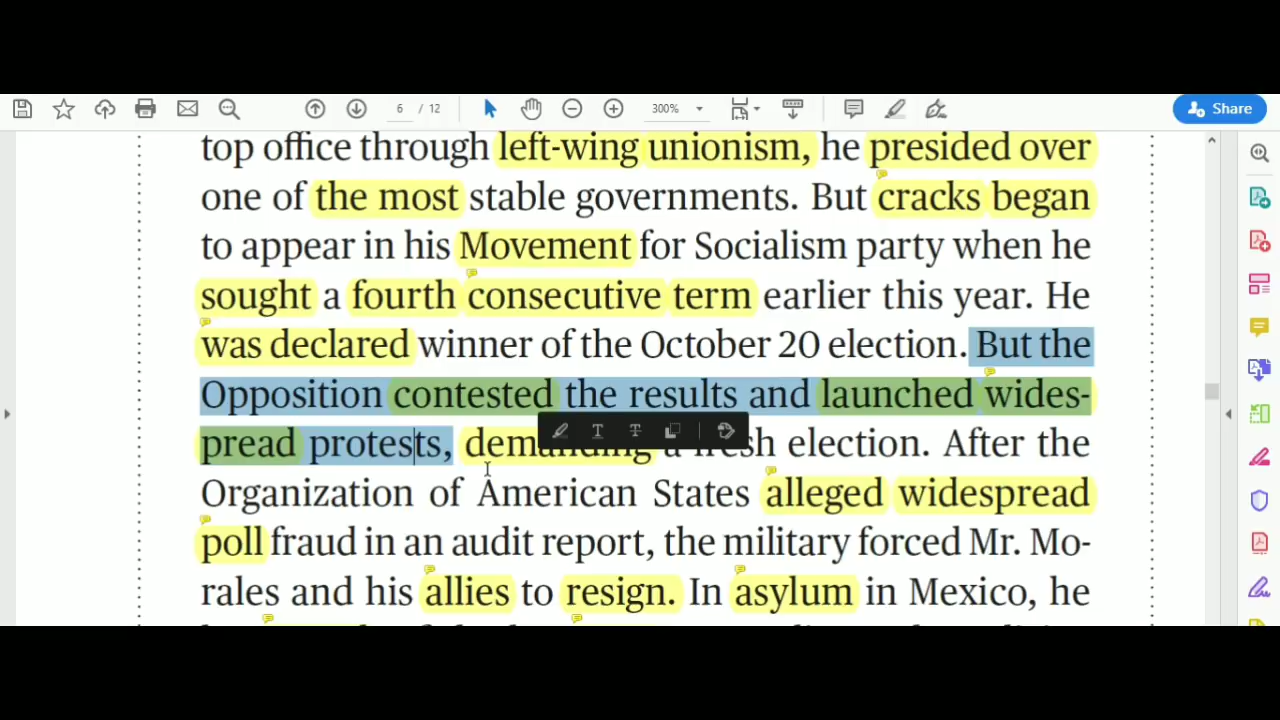 6 / 12
300%
Share
top office through left-wing unionism, he presided over
one of the most stable governments. But cracks began
to appear in his Movement for Socialism party when he
sought a fourth consecutive term earlier this year. He
was declared winner of the October 20 election. But the
Opposition contested the results and launched wides-
pread protests, demanding a fresh election. After the
Organization of American States alleged widespread
poll fraud in an audit report, the military forced Mr. Mo-
rales and his allies to resign. In asylum in Mexico, he